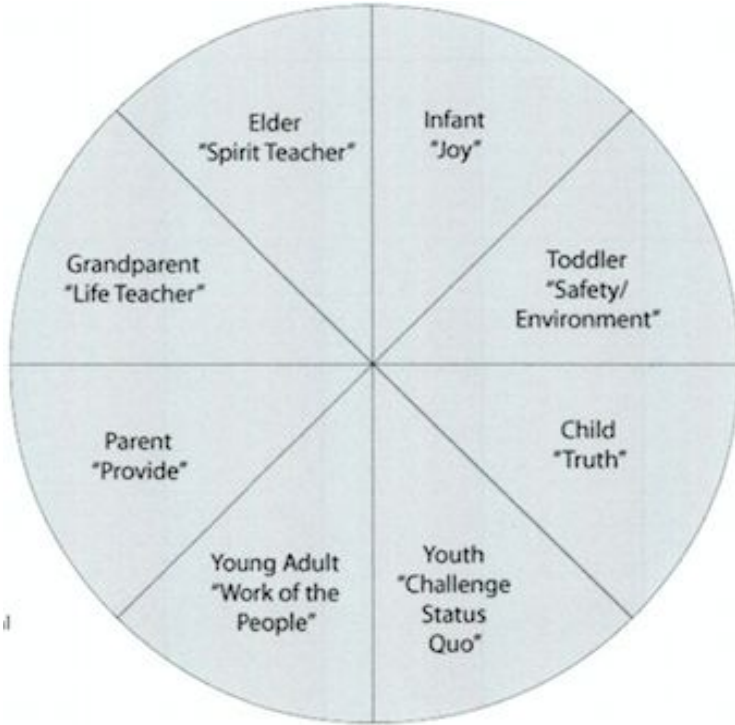 Infant
"Joy"
Toddler
"Safety/
Environment"
Child
"Truth"
Youth
"Challenge
Status
Quo"
Young Adult
"Work of the
People"
Parent
"Provide"
Grandparent
"Life Teacher"
Elder
"Spirit Teacher"